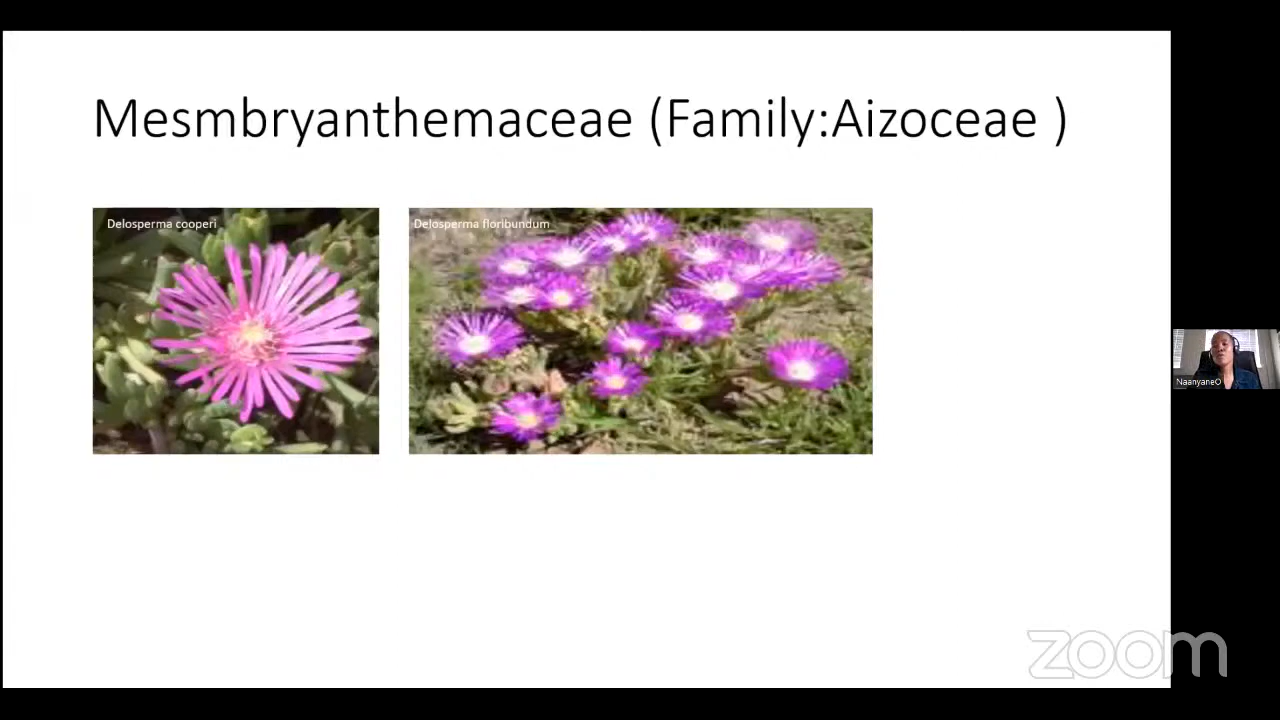 Mesmbryanthemaceae (Family:Aizoceae )
Delosperma cooperi
Delosperma floribundum
NaanyaneO
zoom